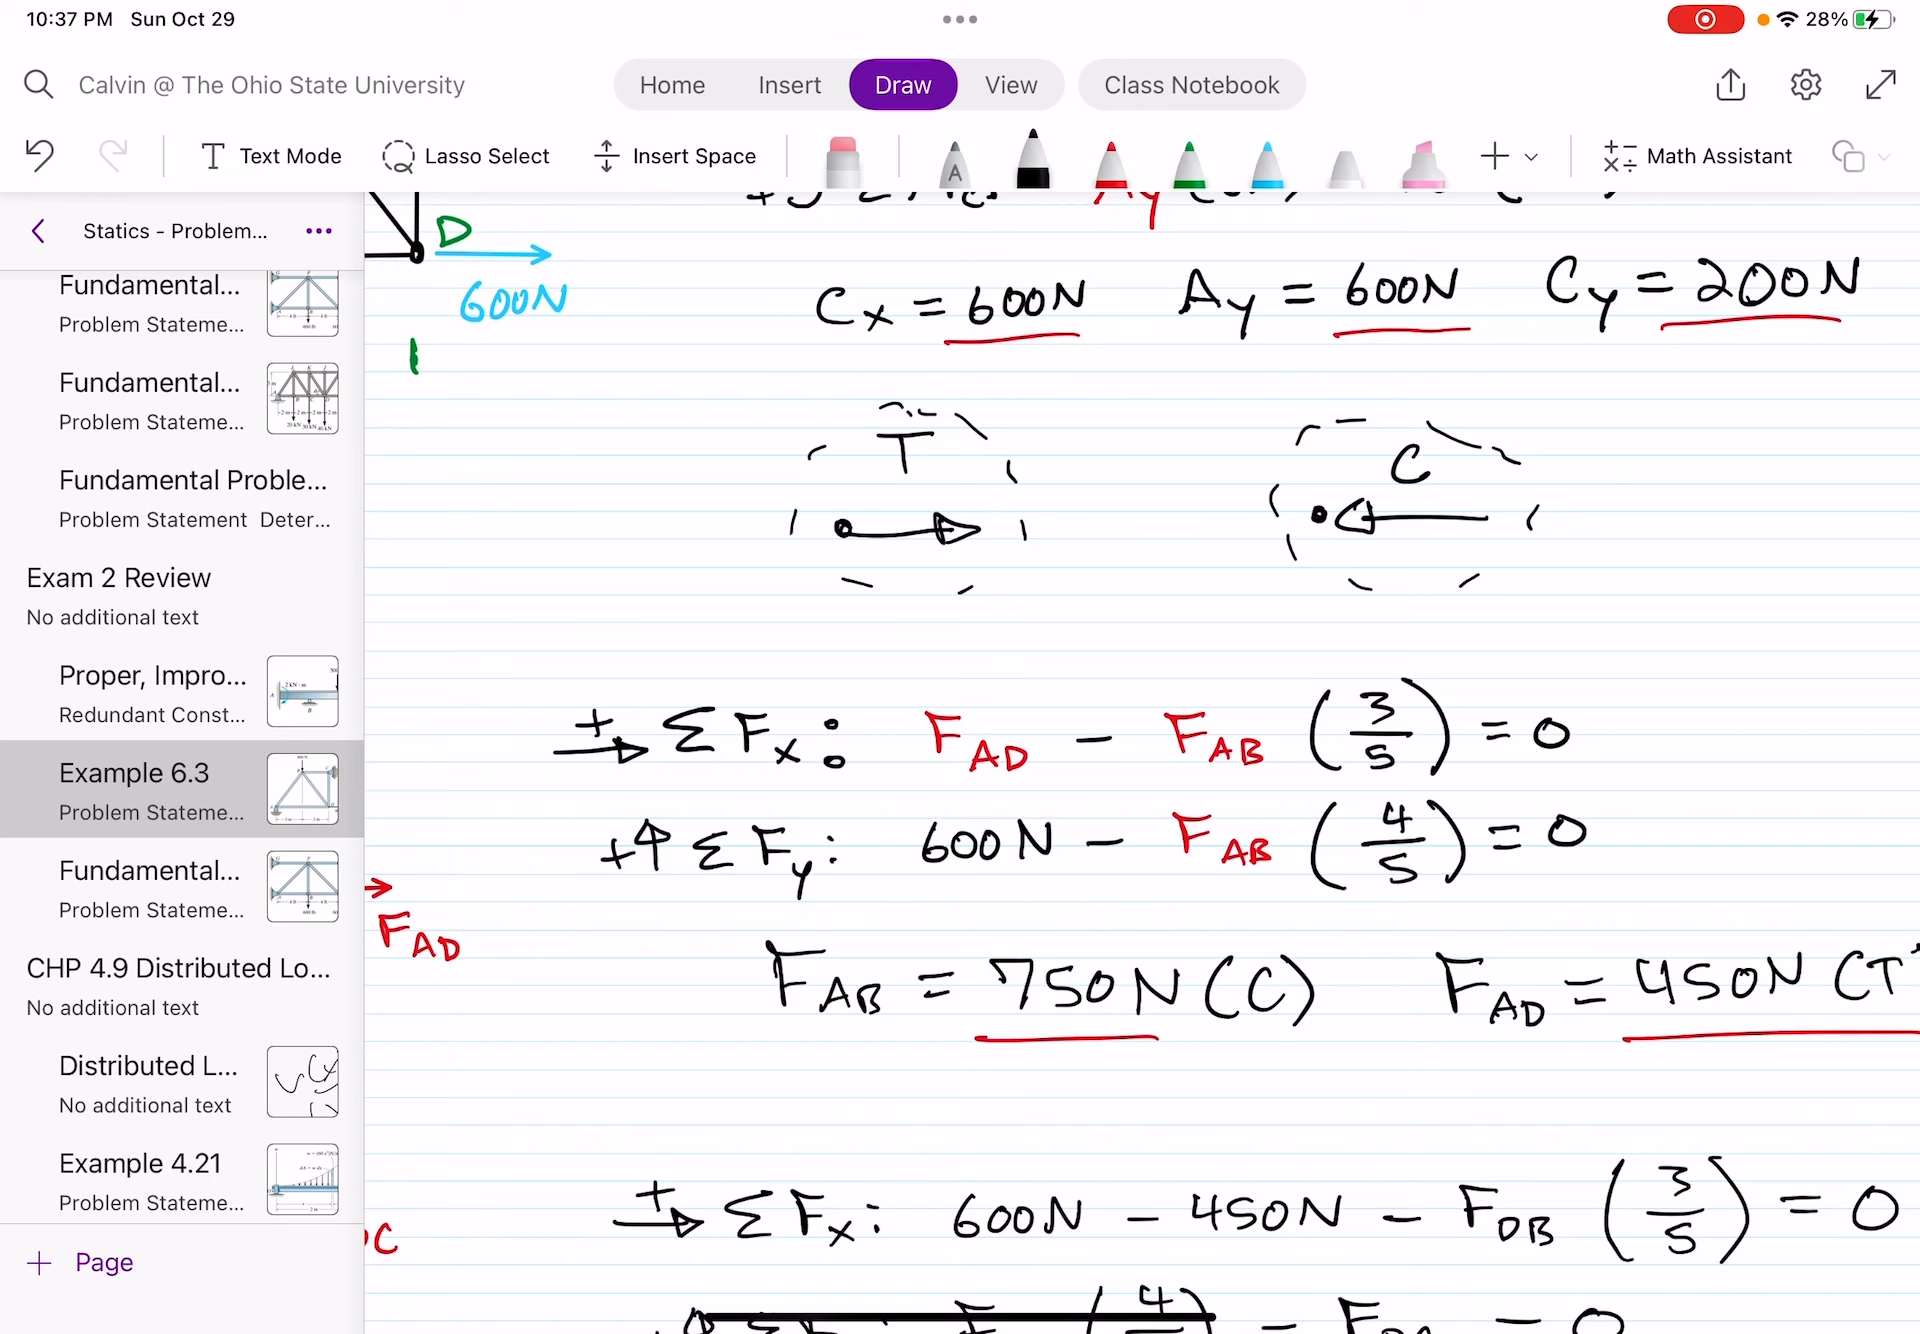 10:37 PM Sun Oct 29
28%
Calvin @ The Ohio State University
Home Insert Draw View Class Notebook
Text Mode Lasso Select Insert Space A Math Assistant
Statics - Problem...
Fundamental...
Problem Stateme...
Fundamental...
Problem Stateme...
Fundamental Proble...
Problem Statement Deter...
Exam 2 Review
No additional text
Proper, Impro...
Redundant Const...
Example 6.3
Problem Stateme...
Fundamental...
Problem Stateme...
CHP 4.9 Distributed Lo...
No additional text
Distributed L...
No additional text
Example 4.21
Problem Stateme...
+ Page
D
600N
Cx = 600N Ay = 600N Cy = 200N
T C
+→ ΣFx: FAD - FAB (3/5) = 0
+↑ ΣFy: 600N - FAB (4/5) = 0
FAD
FAB = 750N (C) FAD = 450N (T
+→ ΣFx: 600N - 450N - FDB (3/5) = 0